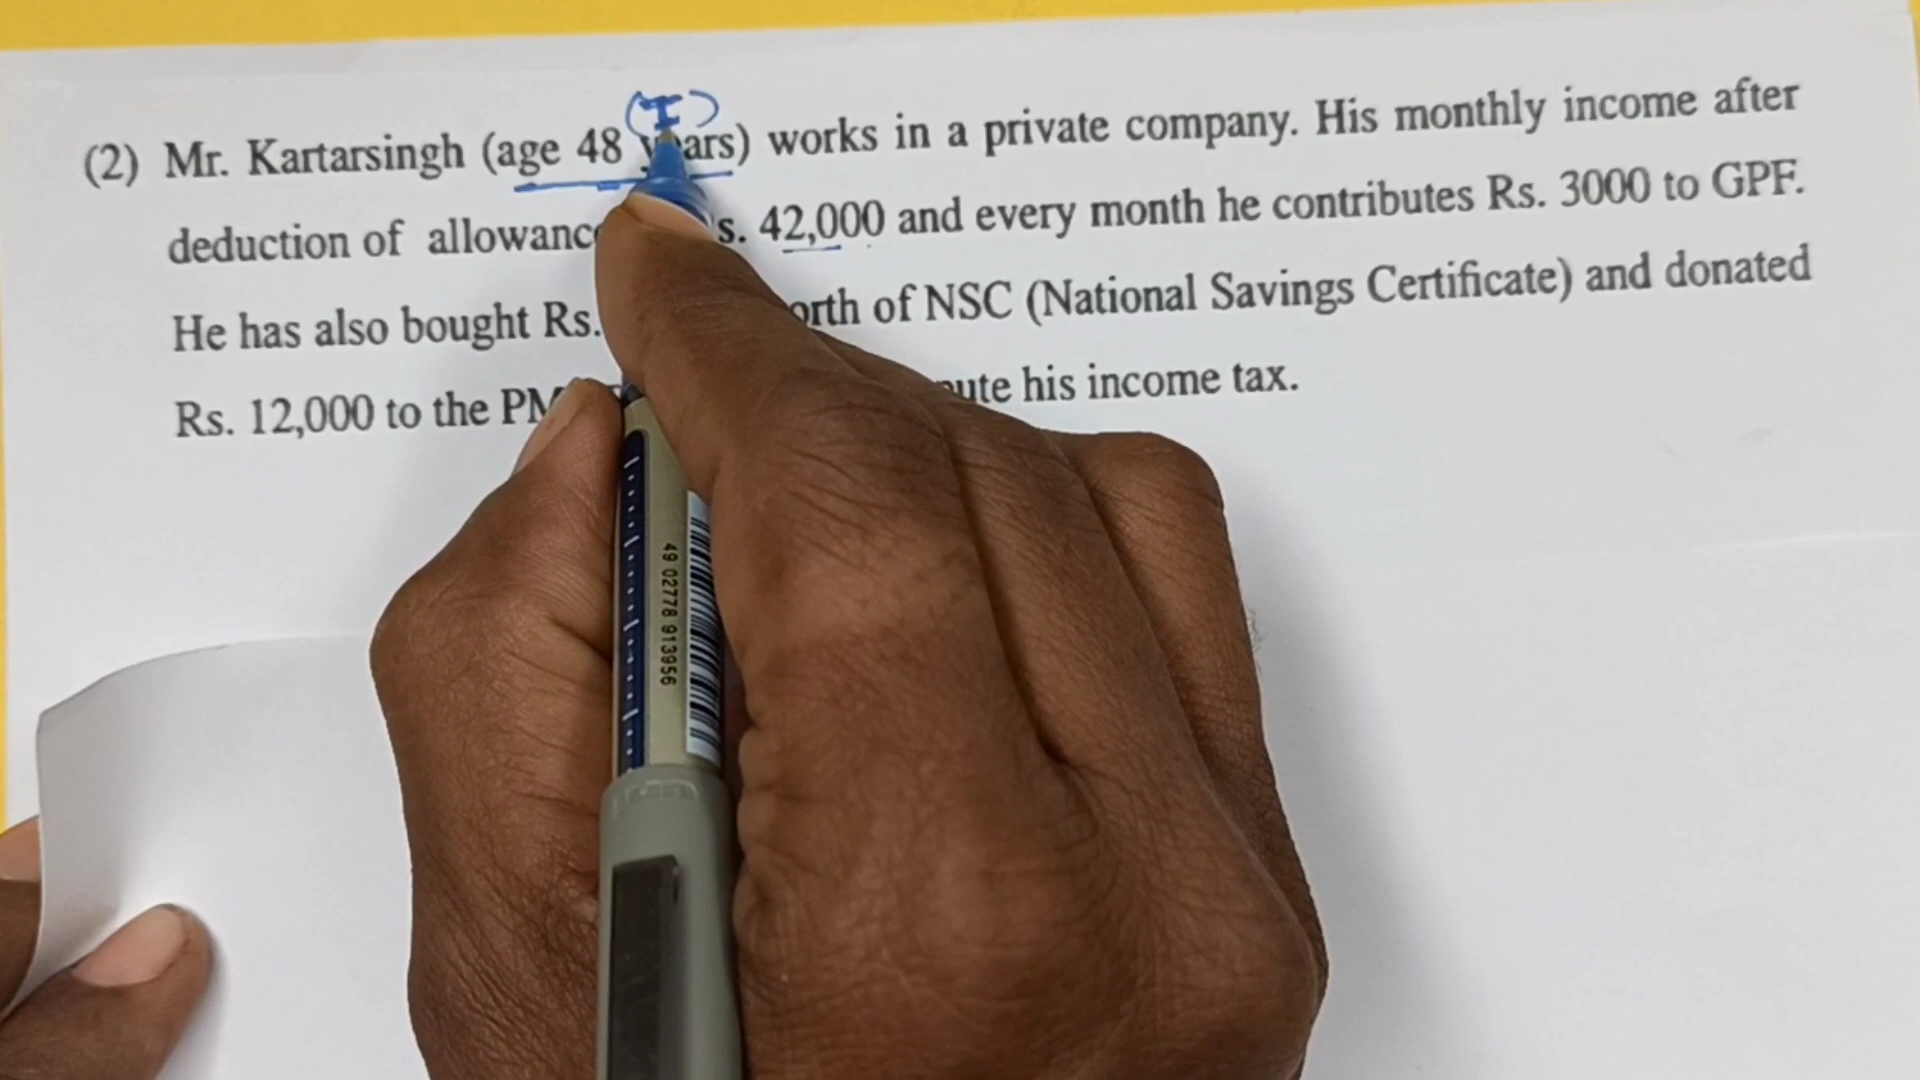 (I)
(2) Mr. Kartarsingh (age 48 years) works in a private company. His monthly income after
deduction of allowanc s. 42,000 and every month he contributes Rs. 3000 to GPF.
He has also bought Rs. orth of NSC (National Savings Certificate) and donated
Rs. 12,000 to the PM ute his income tax.
49 02778 913956